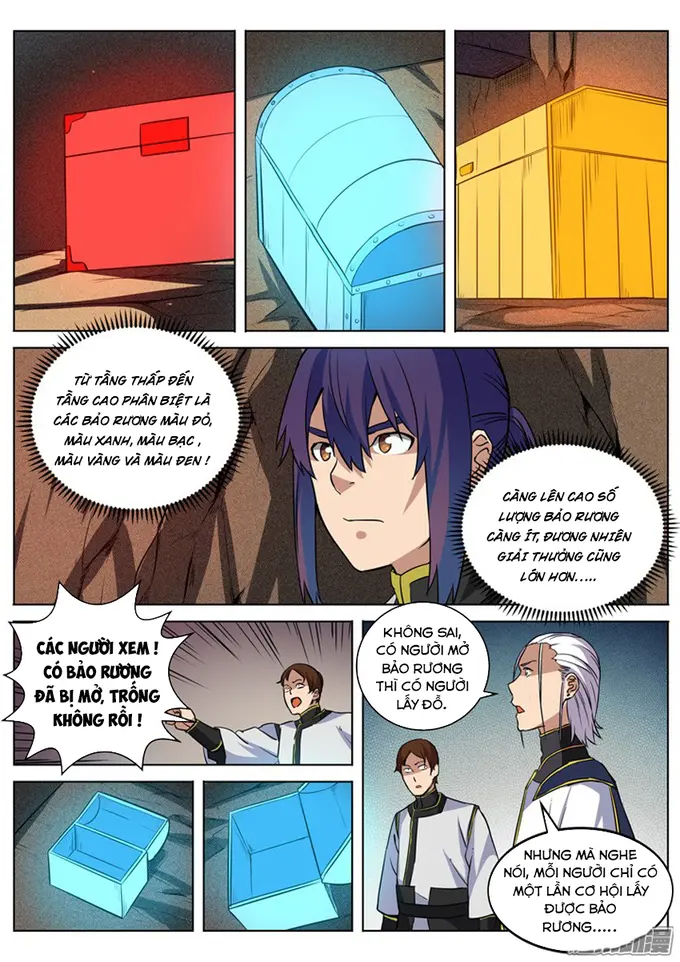 TỪ TẦNG THẤP ĐẾN
TẦNG CAO PHÂN BIỆT LÀ
CÁC BẢO RƯƠNG MÀU ĐỎ,
MÀU XANH, MÀU BẠC ,
MÀU VÀNG VÀ MÀU ĐEN !
CÀNG LÊN CAO SỐ
LƯỢNG BẢO RƯƠNG
CÀNG ÍT, ĐƯƠNG NHIÊN
GIẢI THƯỞNG CŨNG
LỚN HƠN.....
CÁC NGƯỜI XEM !
CÓ BẢO RƯƠNG
ĐÃ BỊ MỞ, TRỐNG
KHÔNG RỒI !
KHÔNG SAI,
CÓ NGƯỜI MỞ
BẢO RƯƠNG
THÌ CÓ NGƯỜI
LẤY ĐỒ.
NHƯNG MÀ NGHE
NÓI, MỖI NGƯỜI CHỈ CÓ
MỘT LẦN CƠ HỘI LẤY
ĐƯỢC BẢO
RƯƠNG.....